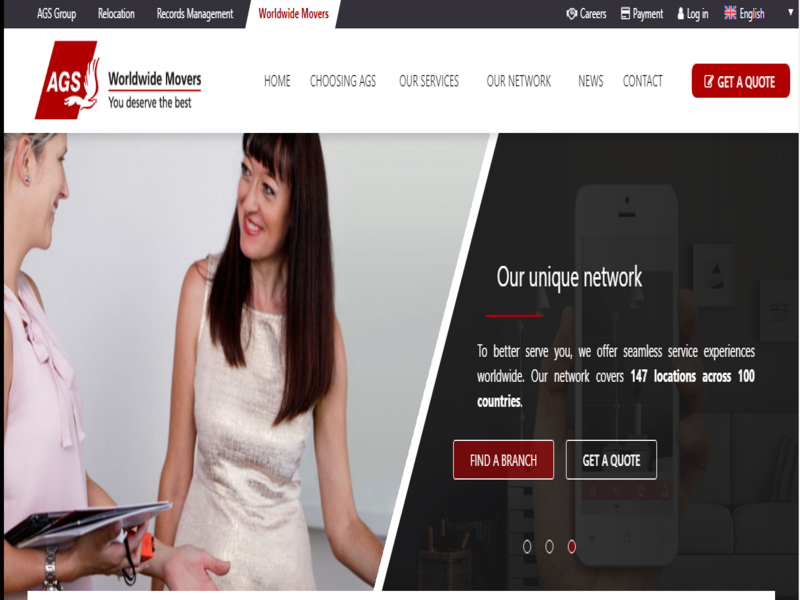 AGS Group Relocation Records Management Worldwide Movers Careers Payment Log in English
AGS Worldwide Movers
You deserve the best
HOME CHOOSING AGS OUR SERVICES OUR NETWORK NEWS CONTACT GET A QUOTE
Our unique network
To better serve you, we offer seamless service experiences
worldwide. Our network covers 147 locations across 100
countries.
FIND A BRANCH GET A QUOTE